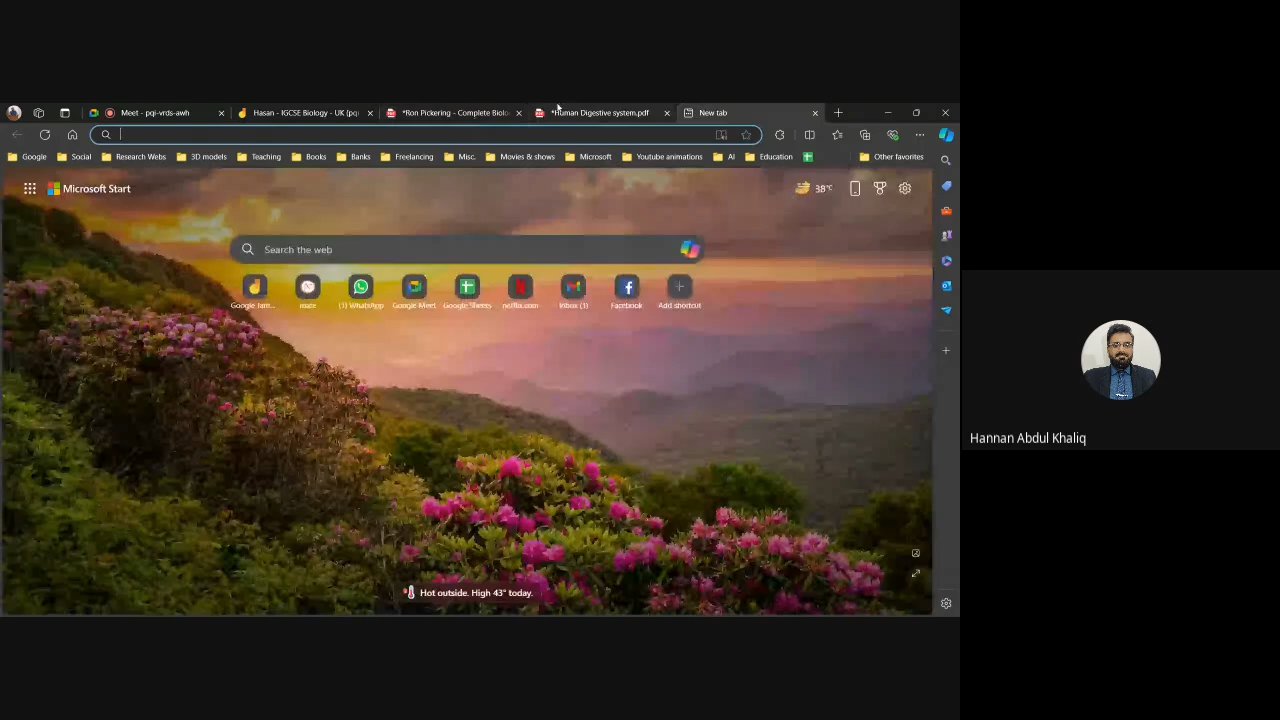 Meet - pqi-vrds-awh
Hasan - IGCSE Biology - UK (pqi
*Ron Pickering - Complete Biolo
*Human Digestive system.pdf
New tab
Google
Social
Research Webs
3D models
Teaching
Books
Banks
Freelancing
Misc.
Movies & shows
Microsoft
Youtube animations
AI
Education
Other favorites
Microsoft Start
38°C
Search the web
Google Jam...
(1) WhatsApp
Google Meet
Google Sheets
netflix.com
Inbox (1)
Facebook
Add shortcut
Hot outside. High 43° today.
Hannan Abdul Khaliq